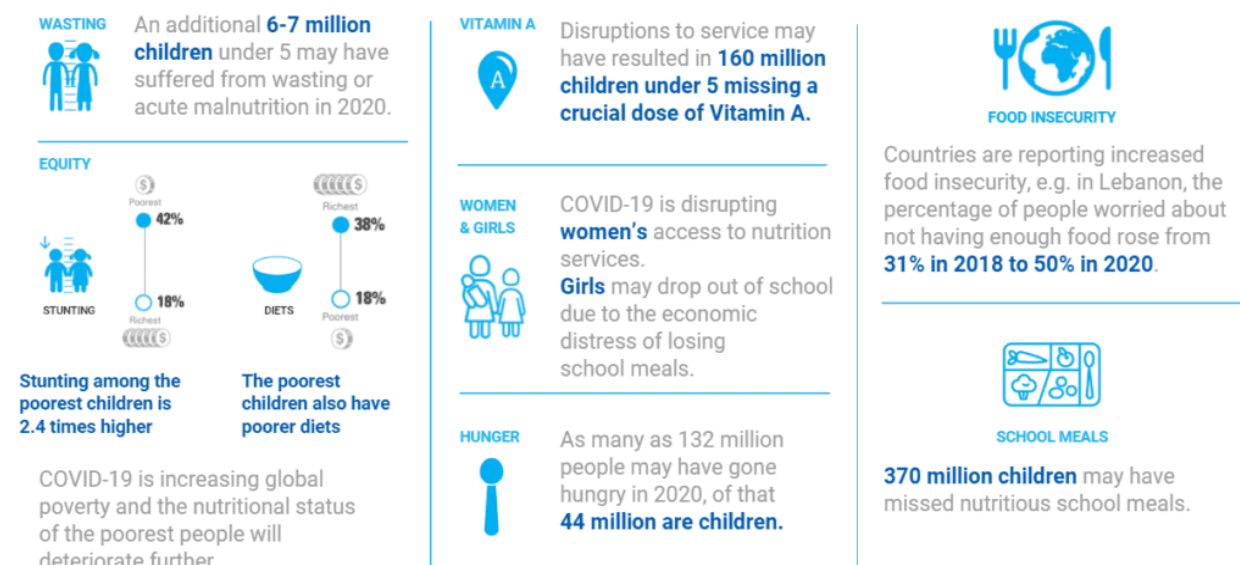 WASTING
An additional 6-7 million
children under 5 may have
suffered from wasting or
acute malnutrition in 2020.
EQUITY
$
Poorest
42%
18%
Richest
$
STUNTING
Stunting among the
poorest children is
2.4 times higher
$
Richest
38%
18%
Poorest
$
DIETS
The poorest
children also have
poorer diets
COVID-19 is increasing global
poverty and the nutritional status
of the poorest people will
deteriorate further
VITAMIN A
A
Disruptions to service may
have resulted in 160 million
children under 5 missing a
crucial dose of Vitamin A.
WOMEN
& GIRLS
COVID-19 is disrupting
women's access to nutrition
services.
Girls may drop out of school
due to the economic
distress of losing
school meals.
HUNGER
As many as 132 million
people may have gone
hungry in 2020, of that
44 million are children.
FOOD INSECURITY
Countries are reporting increased
food insecurity, e.g. in Lebanon, the
percentage of people worried about
not having enough food rose from
31% in 2018 to 50% in 2020.
SCHOOL MEALS
370 million children may have
missed nutritious school meals.